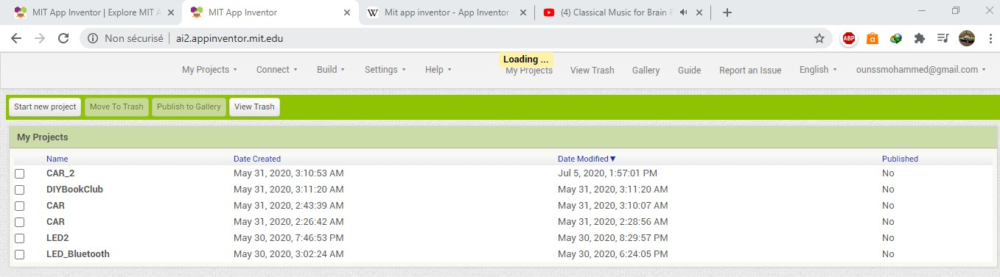 MIT App Inventor | Explore MIT A
MIT App Inventor
Mit app inventor - App Inventor
(4) Classical Music for Brain P
Non sécurisé | ai2.appinventor.mit.edu
ABP
a
Loading ...
My Projects Connect Build Settings Help My Projects View Trash Gallery Guide Report an Issue English ounssmohammed@gmail.com
Start new project Move To Trash Publish to Gallery View Trash
My Projects
Name Date Created Date Modified Published
CAR_2 May 31, 2020, 3:10:53 AM Jul 5, 2020, 1:57:01 PM No
DIYBookClub May 31, 2020, 3:11:20 AM May 31, 2020, 3:11:20 AM No
CAR May 31, 2020, 2:43:39 AM May 31, 2020, 3:10:07 AM No
CAR May 31, 2020, 2:26:42 AM May 31, 2020, 2:28:56 AM No
LED2 May 30, 2020, 7:46:53 PM May 30, 2020, 8:29:57 PM No
LED_Bluetooth May 30, 2020, 3:02:24 AM May 30, 2020, 6:24:05 PM No